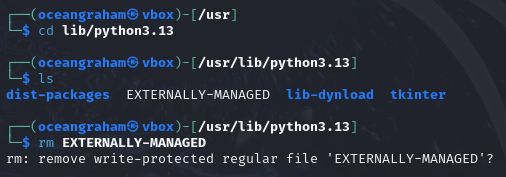 ┌──(oceangraham㉿vbox)-[/usr]
└─$ cd lib/python3.13
┌──(oceangraham㉿vbox)-[/usr/lib/python3.13]
└─$ ls
dist-packages  EXTERNALLY-MANAGED  lib-dynload  tkinter
┌──(oceangraham㉿vbox)-[/usr/lib/python3.13]
└─$ rm EXTERNALLY-MANAGED
rm: remove write-protected regular file 'EXTERNALLY-MANAGED'?